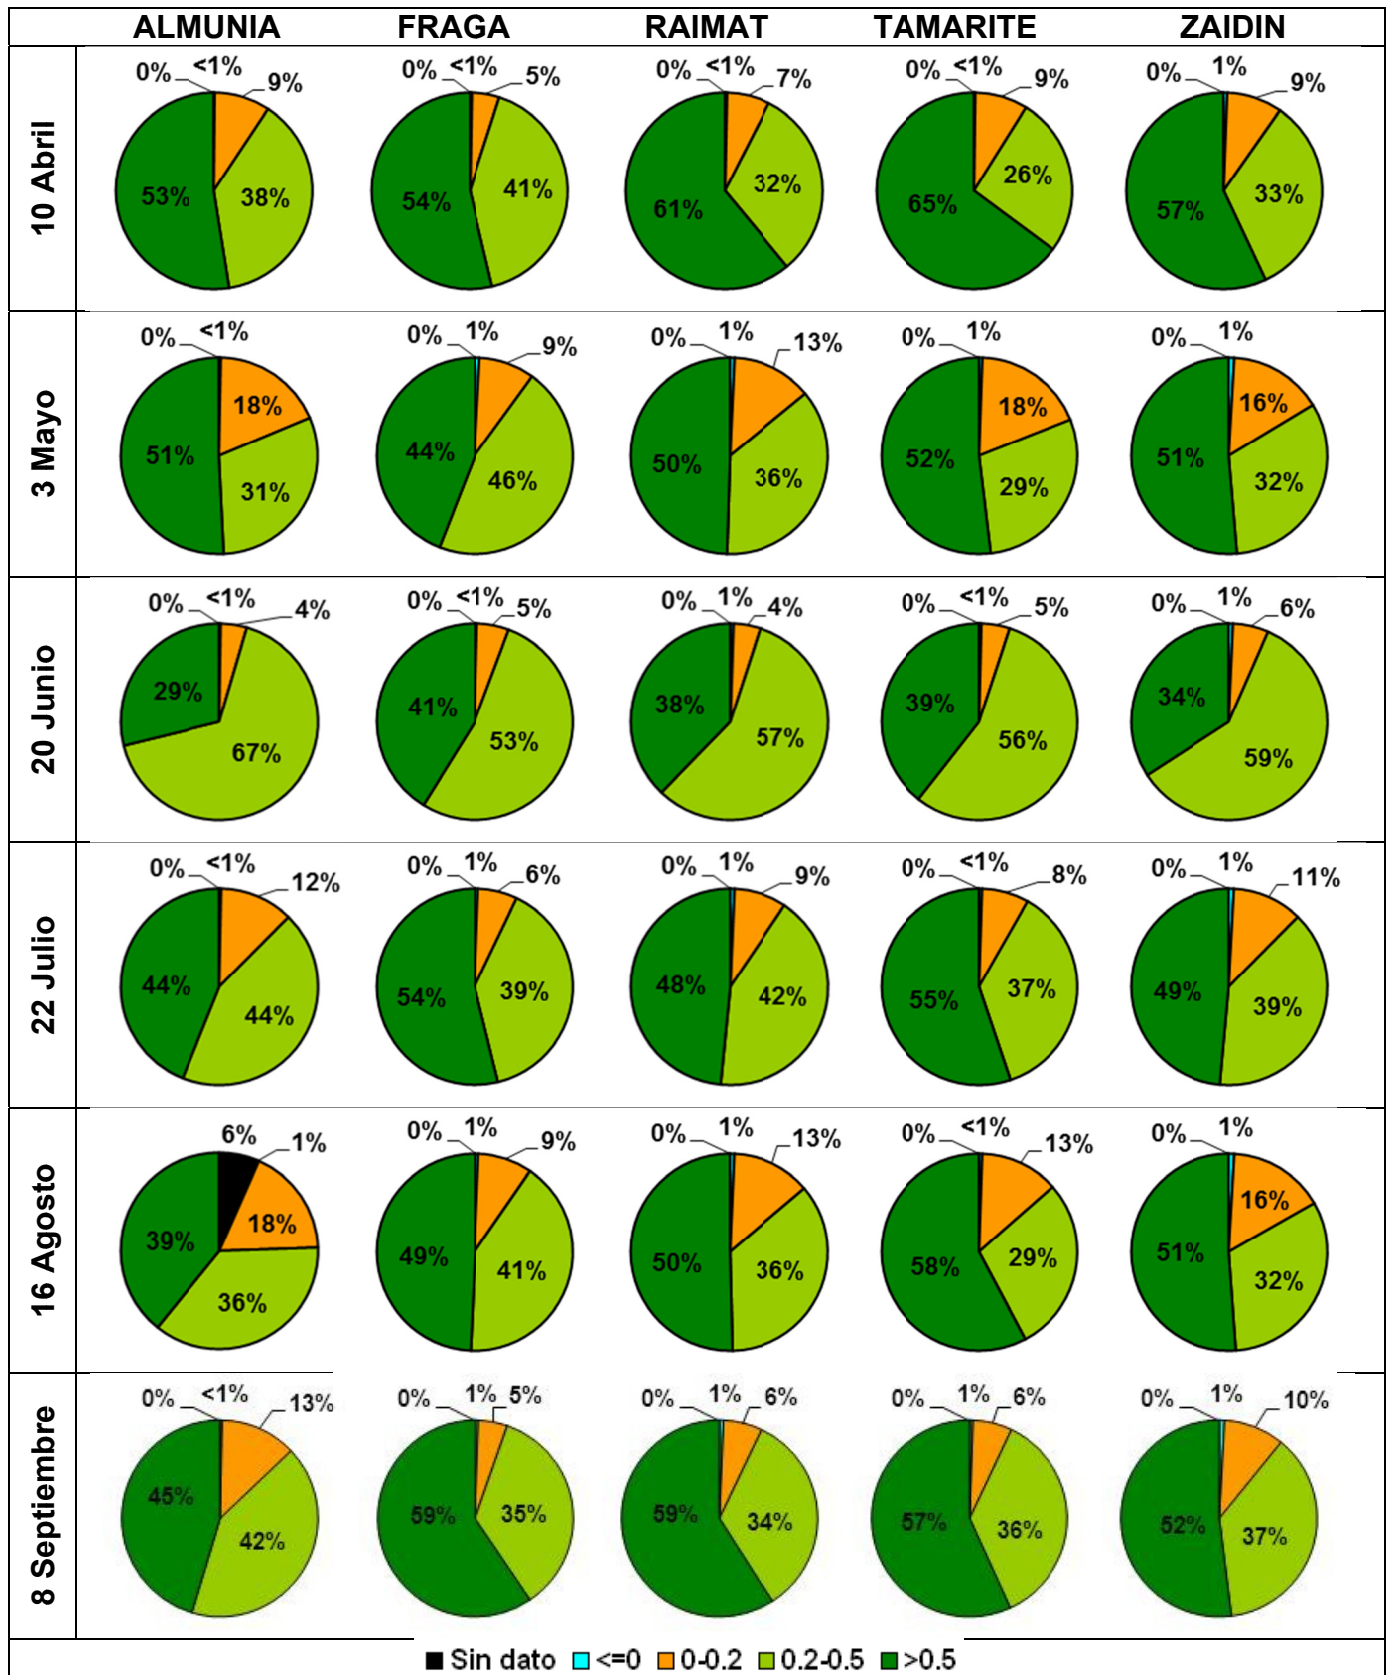 ALMUNIA FRAGA RAIMAT TAMARITE ZAIDIN
10 Abril
0% <1% 9% 38% 53%
0% <1% 5% 41% 54%
0% <1% 7% 32% 61%
0% <1% 9% 26% 65%
0% 1% 9% 33% 57%
3 Mayo
0% <1% 18% 31% 51%
0% 1% 9% 46% 44%
0% 1% 13% 36% 50%
0% 1% 18% 29% 52%
0% 1% 16% 32% 51%
20 Junio
0% <1% 4% 67% 29%
0% <1% 5% 53% 41%
0% 1% 4% 57% 38%
0% <1% 5% 56% 39%
0% 1% 6% 59% 34%
22 Julio
0% <1% 12% 44% 44%
0% 1% 6% 39% 54%
0% 1% 9% 42% 48%
0% <1% 8% 37% 55%
0% 1% 11% 39% 49%
16 Agosto
6% 1% 18% 36% 39%
0% 1% 9% 41% 49%
0% 1% 13% 36% 50%
0% <1% 13% 29% 58%
0% 1% 16% 32% 51%
8 Septiembre
0% <1% 13% 42% 45%
0% 1% 5% 35% 59%
0% 1% 6% 34% 59%
0% 1% 6% 36% 57%
0% 1% 10% 37% 52%
Sin dato <=0 0-0.2 0.2-0.5 >0.5